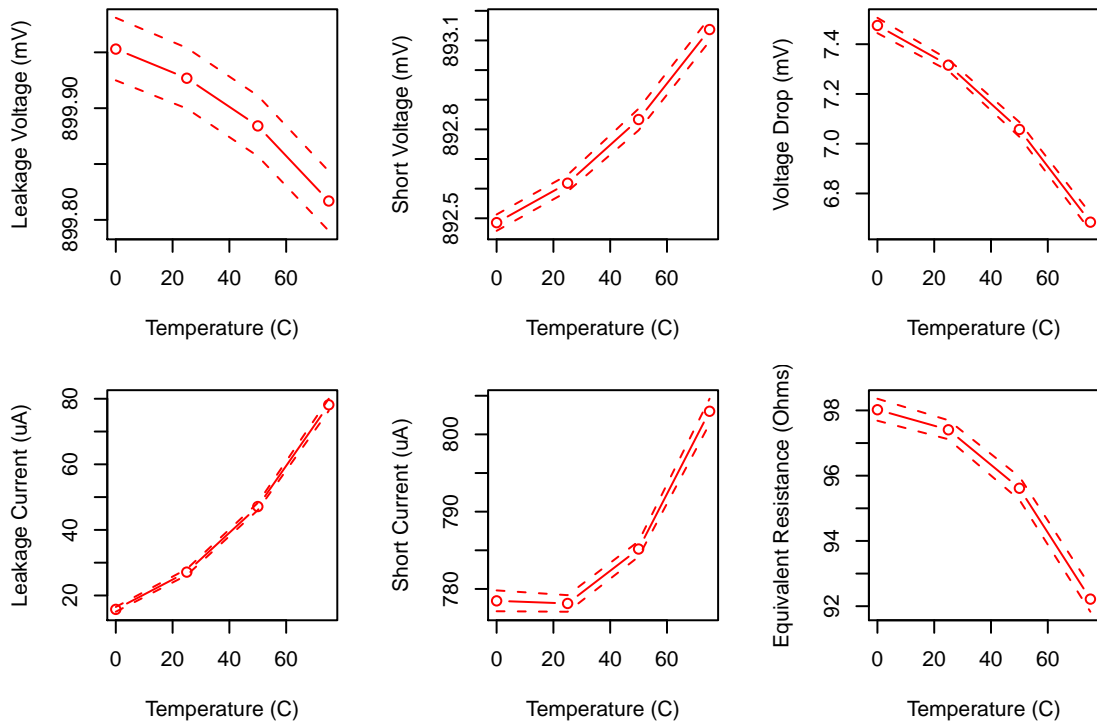 Leakage Voltage (mV)
899.80 899.90
0 20 40 60
Temperature (C)
Short Voltage (mV)
892.5 892.8 893.1
0 20 40 60
Temperature (C)
Voltage Drop (mV)
6.8 7.0 7.2 7.4
0 20 40 60
Temperature (C)
Leakage Current (uA)
20 40 60 80
0 20 40 60
Temperature (C)
Short Current (uA)
780 790 800
0 20 40 60
Temperature (C)
Equivalent Resistance (Ohms)
92 94 96 98
0 20 40 60
Temperature (C)